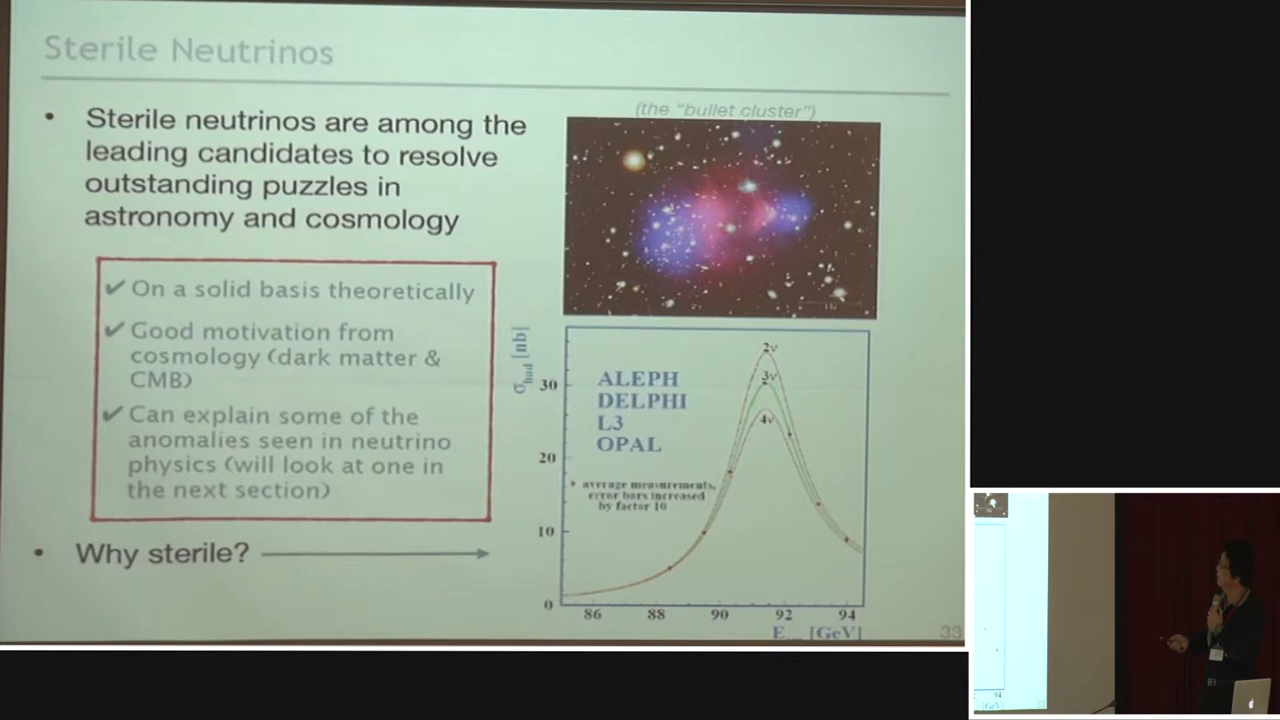 Sterile Neutrinos
(the "bullet cluster")
• Sterile neutrinos are among the
leading candidates to resolve
outstanding puzzles in
astronomy and cosmology
✔ On a solid basis theoretically
✔ Good motivation from
cosmology (dark matter &
CMB)
✔ Can explain some of the
anomalies seen in neutrino
physics (will look at one in
the next section)
• Why sterile?
σhad [nb]
2ν
3ν
4ν
ALEPH
DELPHI
L3
OPAL
average measurements,
error bars increased
by factor 10
30
20
10
0
86 88 90 92 94
E [GeV]
33
94
[GeV]
33